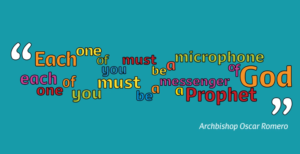 “Each one of you must be a microphone of God
each one of you must be a messenger a Prophet”
Archbishop Oscar Romero